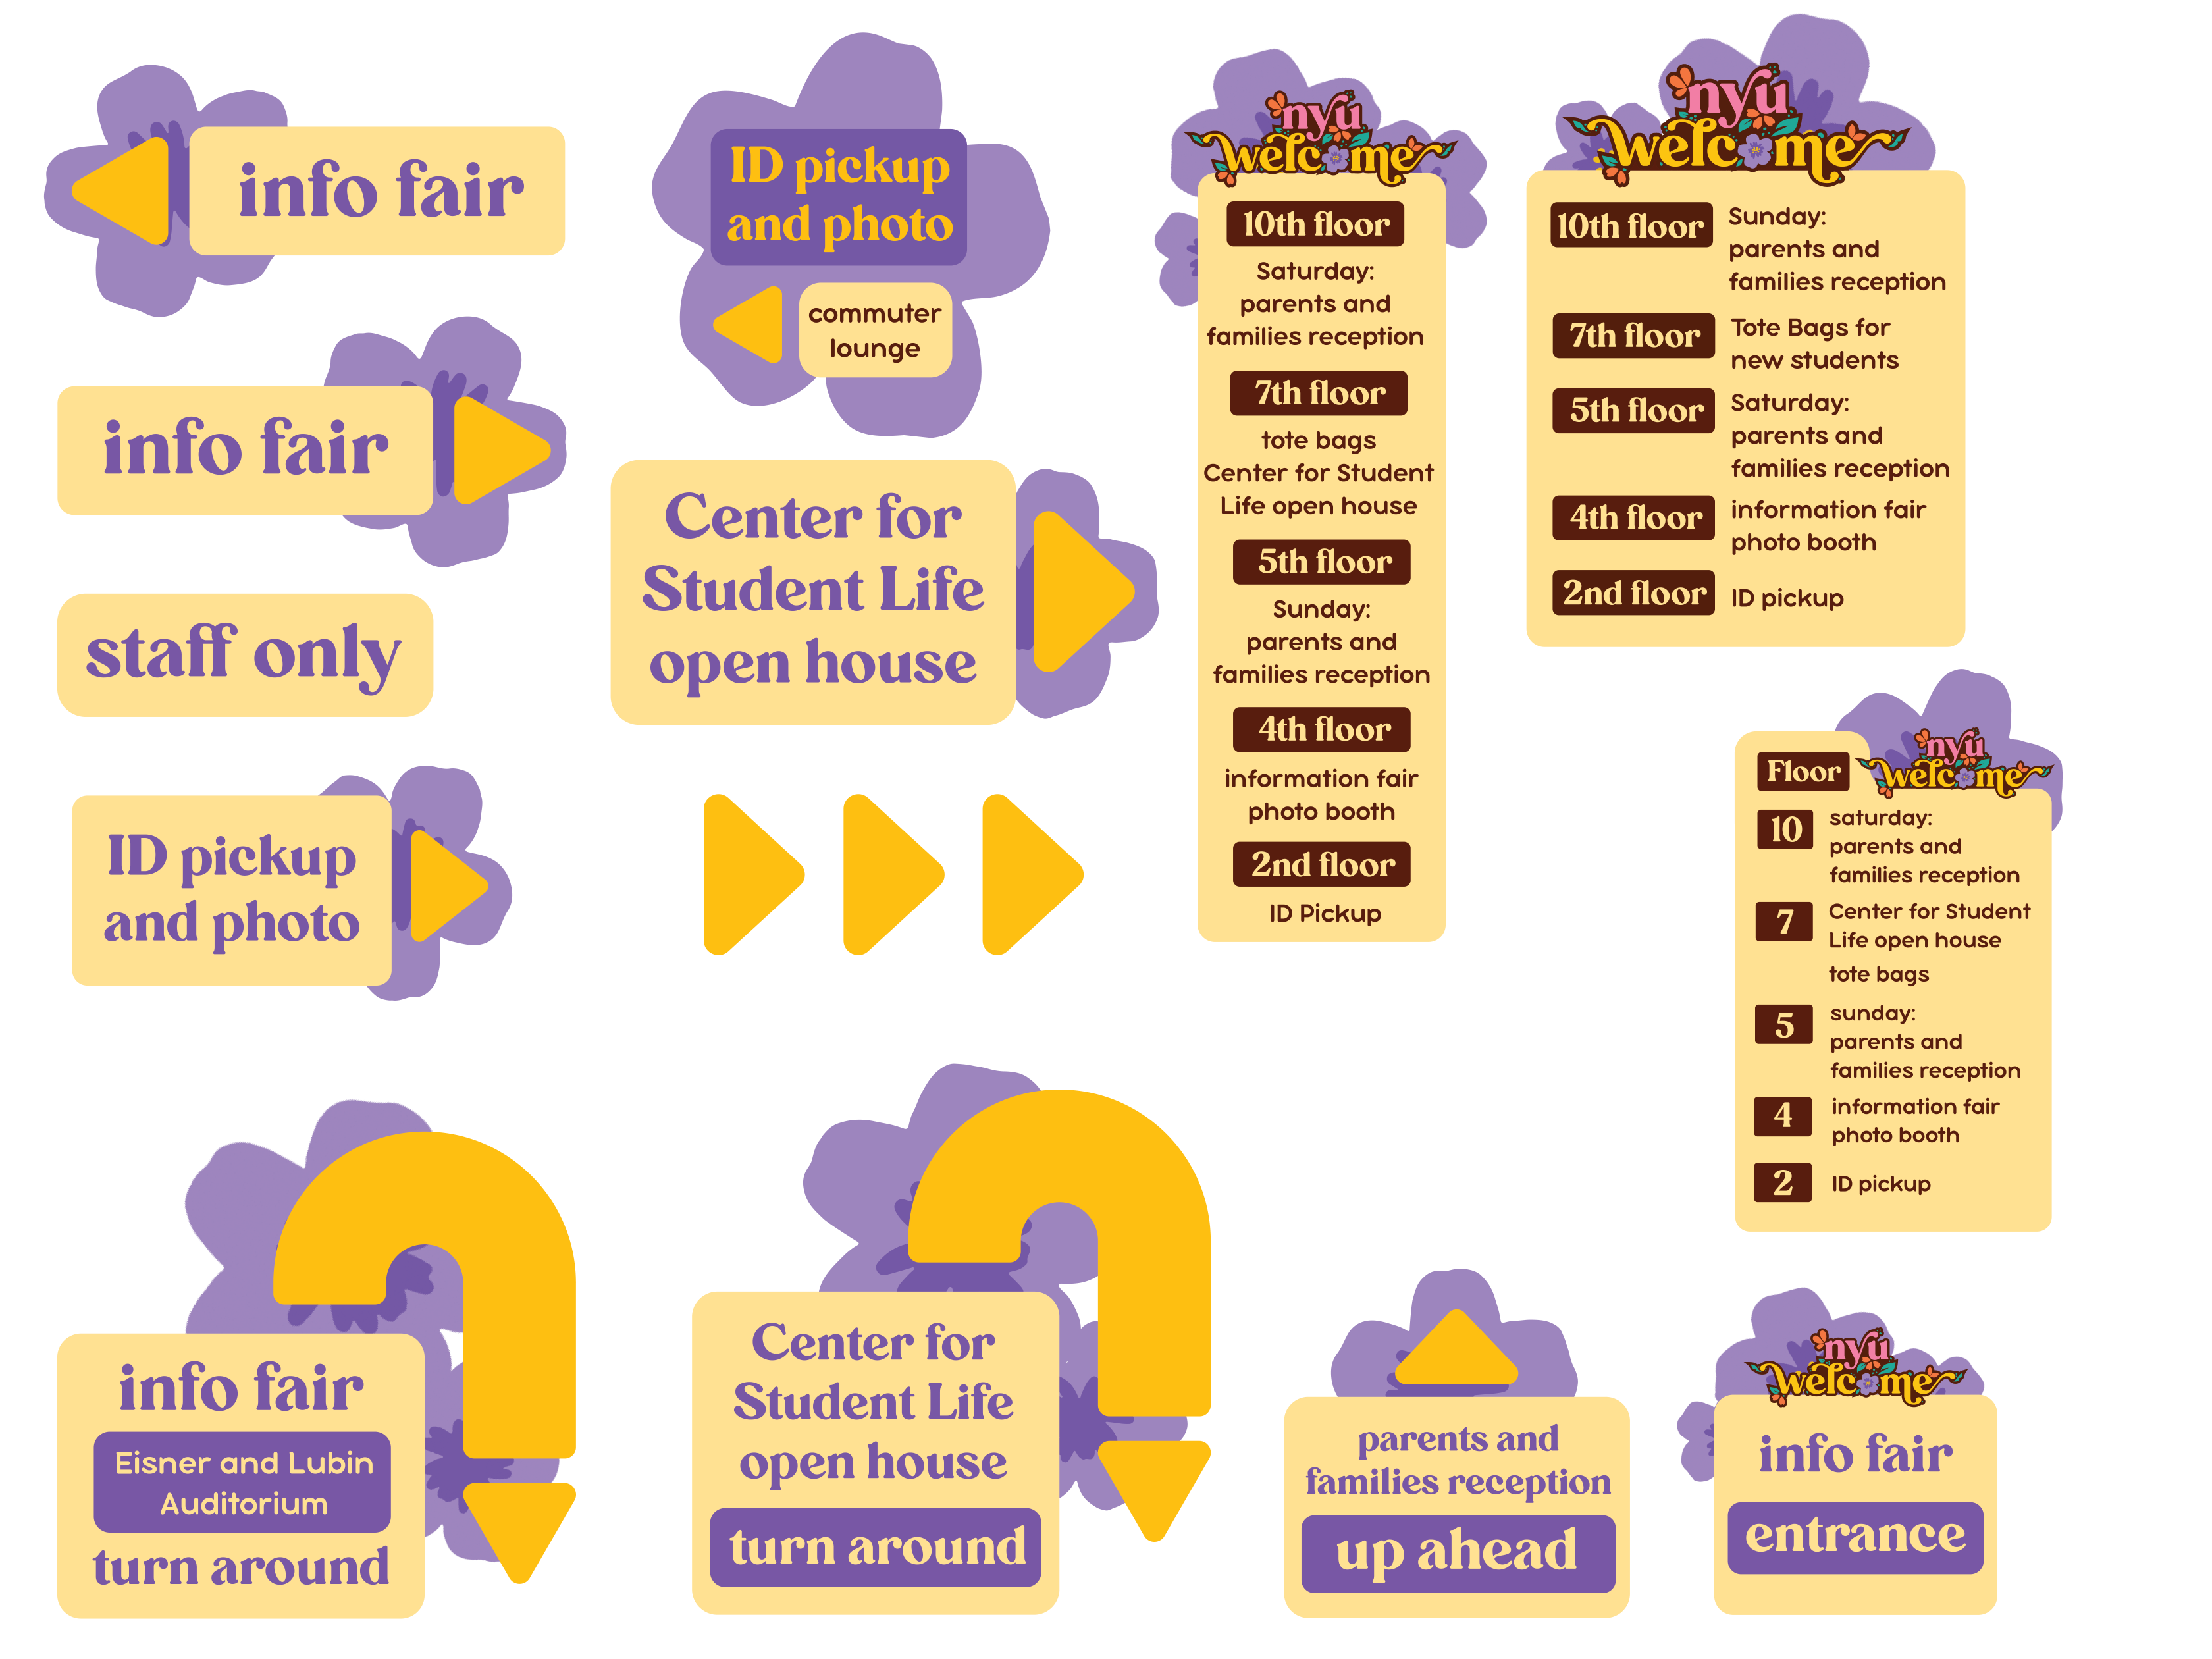 info fair
info fair
staff only
ID pickup
and photo
ID pickup
and photo
commuter
lounge
Center for
Student Life
open house
nyu
welcome
10th floor
Saturday:
parents and
families reception
7th floor
tote bags
Center for Student
Life open house
5th floor
Sunday:
parents and
families reception
4th floor
information fair
photo booth
2nd floor
ID Pickup
nyu
welcome
10th floor
Sunday:
parents and
families reception
7th floor
Tote Bags for
new students
5th floor
Saturday:
parents and
families reception
4th floor
information fair
photo booth
2nd floor
ID pickup
nyu
welcome
Floor
10
saturday:
parents and
families reception
7
Center for Student
Life open house
tote bags
5
sunday:
parents and
families reception
4
information fair
photo booth
2
ID pickup
info fair
Eisner and Lubin
Auditorium
turn around
Center for
Student Life
open house
turn around
parents and
families reception
up ahead
nyu
welcome
info fair
entrance